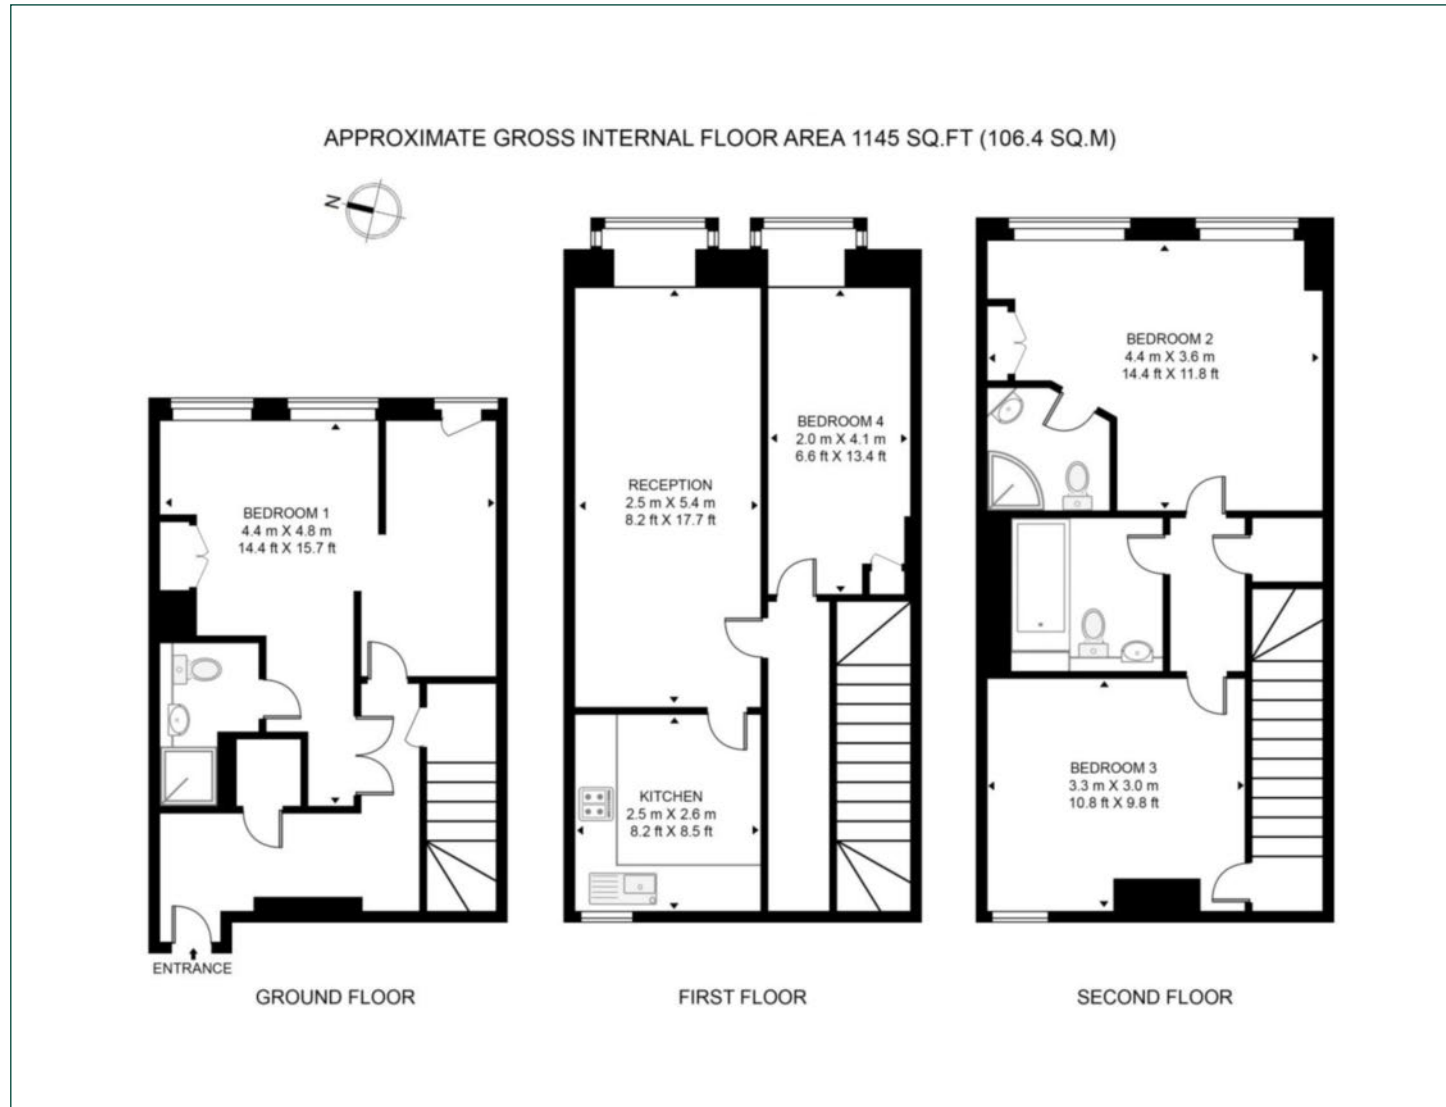 APPROXIMATE GROSS INTERNAL FLOOR AREA 1145 SQ.FT (106.4 SQ.M)
N
BEDROOM 1
4.4 m X 4.8 m
14.4 ft X 15.7 ft
ENTRANCE
GROUND FLOOR
RECEPTION
2.5 m X 5.4 m
8.2 ft X 17.7 ft
BEDROOM 4
2.0 m X 4.1 m
6.6 ft X 13.4 ft
KITCHEN
2.5 m X 2.6 m
8.2 ft X 8.5 ft
FIRST FLOOR
BEDROOM 2
4.4 m X 3.6 m
14.4 ft X 11.8 ft
BEDROOM 3
3.3 m X 3.0 m
10.8 ft X 9.8 ft
SECOND FLOOR